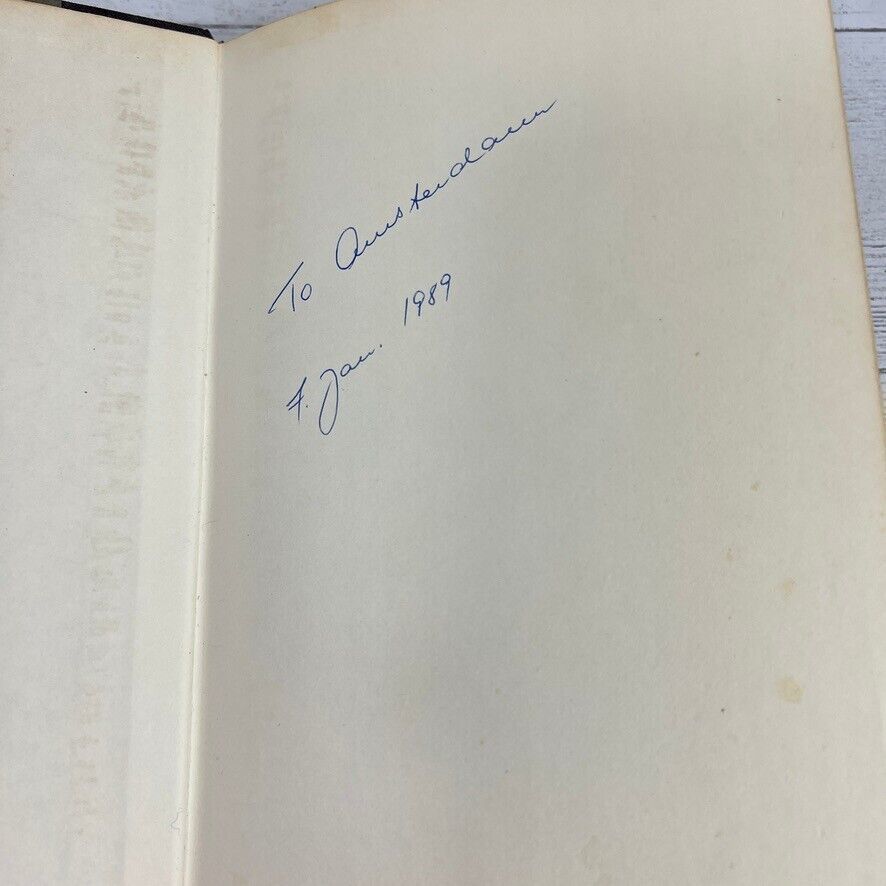 To Amsterdam
7. Jan. 1989